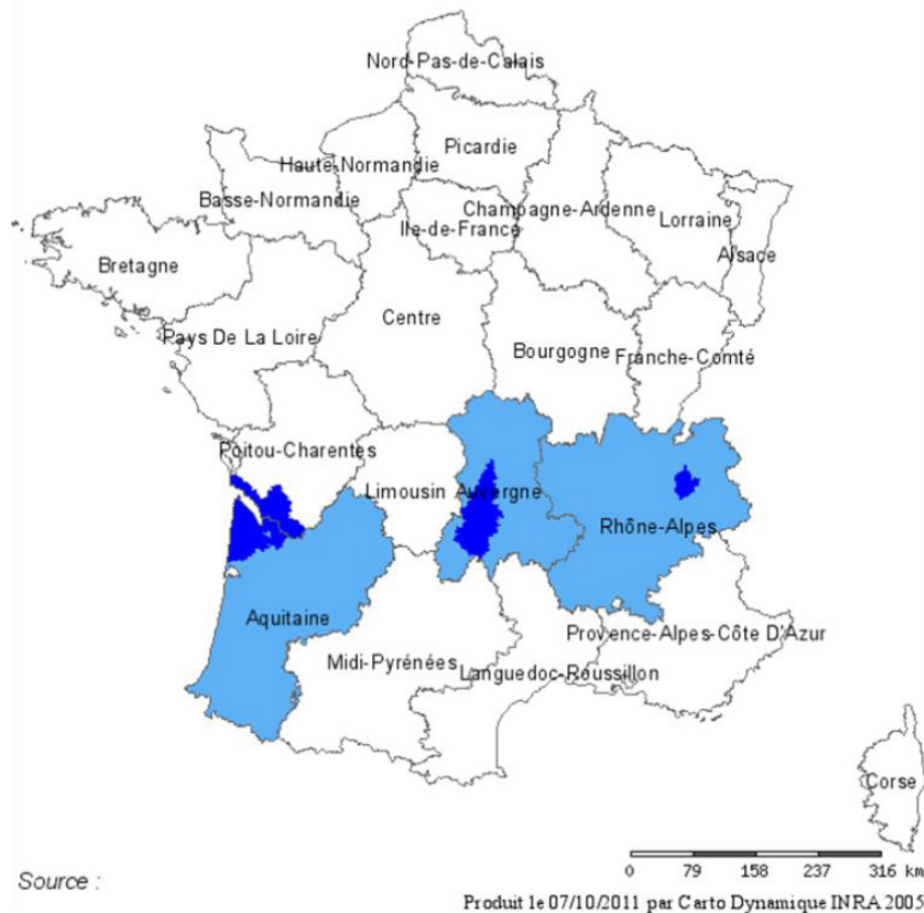 Nord-Pas-de-Calais
Picardie
Haute-Normandie
Basse-Normandie
Champagne-Ardenne
Ile-de-France
Lorraine
Alsace
Bretagne
Centre
Pays De La Loire
Bourgogne
Franche-Comté
Poitou-Charentes
Limousin
Auvergne
Rhône-Alpes
Aquitaine
Provence-Alpes-Côte D'Azur
Midi-Pyrénées
Languedoc-Roussillon
Corse
0 79 158 237 316 km
Source :
Produit le 07/10/2011 par Carto Dynamique INRA 2005